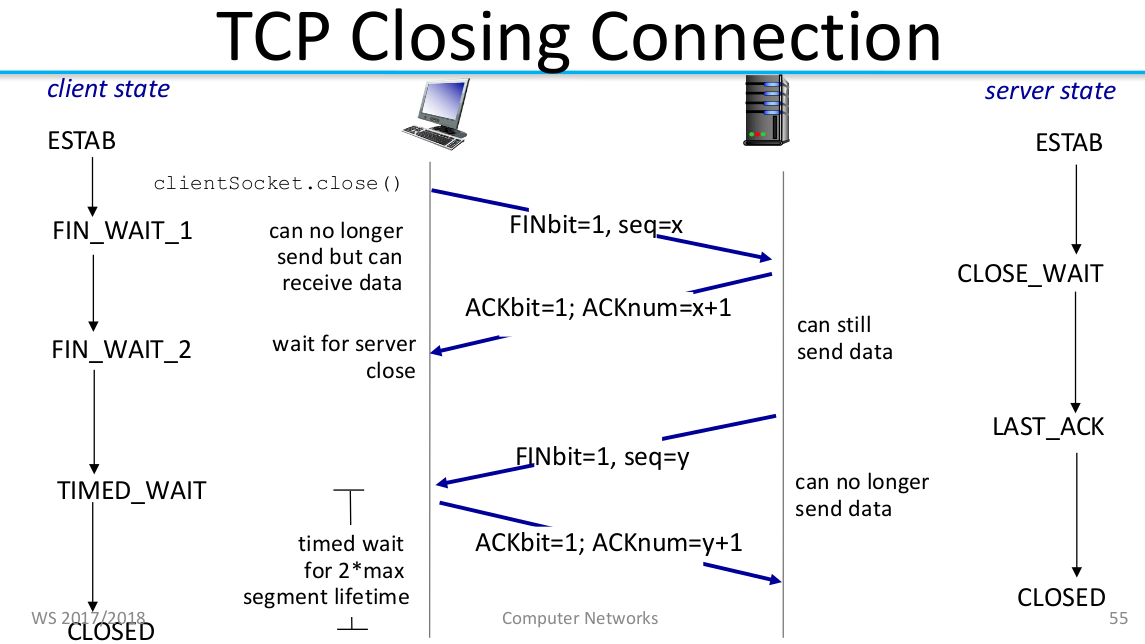 TCP Closing Connection
client state
server state
ESTAB
ESTAB
clientSocket.close()
FINbit=1, seq=x
FIN_WAIT_1
can no longer
send but can
receive data
CLOSE_WAIT
ACKbit=1; ACKnum=x+1
can still
send data
FIN_WAIT_2
wait for server
close
LAST_ACK
FINbit=1, seq=y
can no longer
send data
TIMED_WAIT
ACKbit=1; ACKnum=y+1
timed wait
for 2*max
segment lifetime
CLOSED
CLOSED
WS 2017/2018
Computer Networks
55